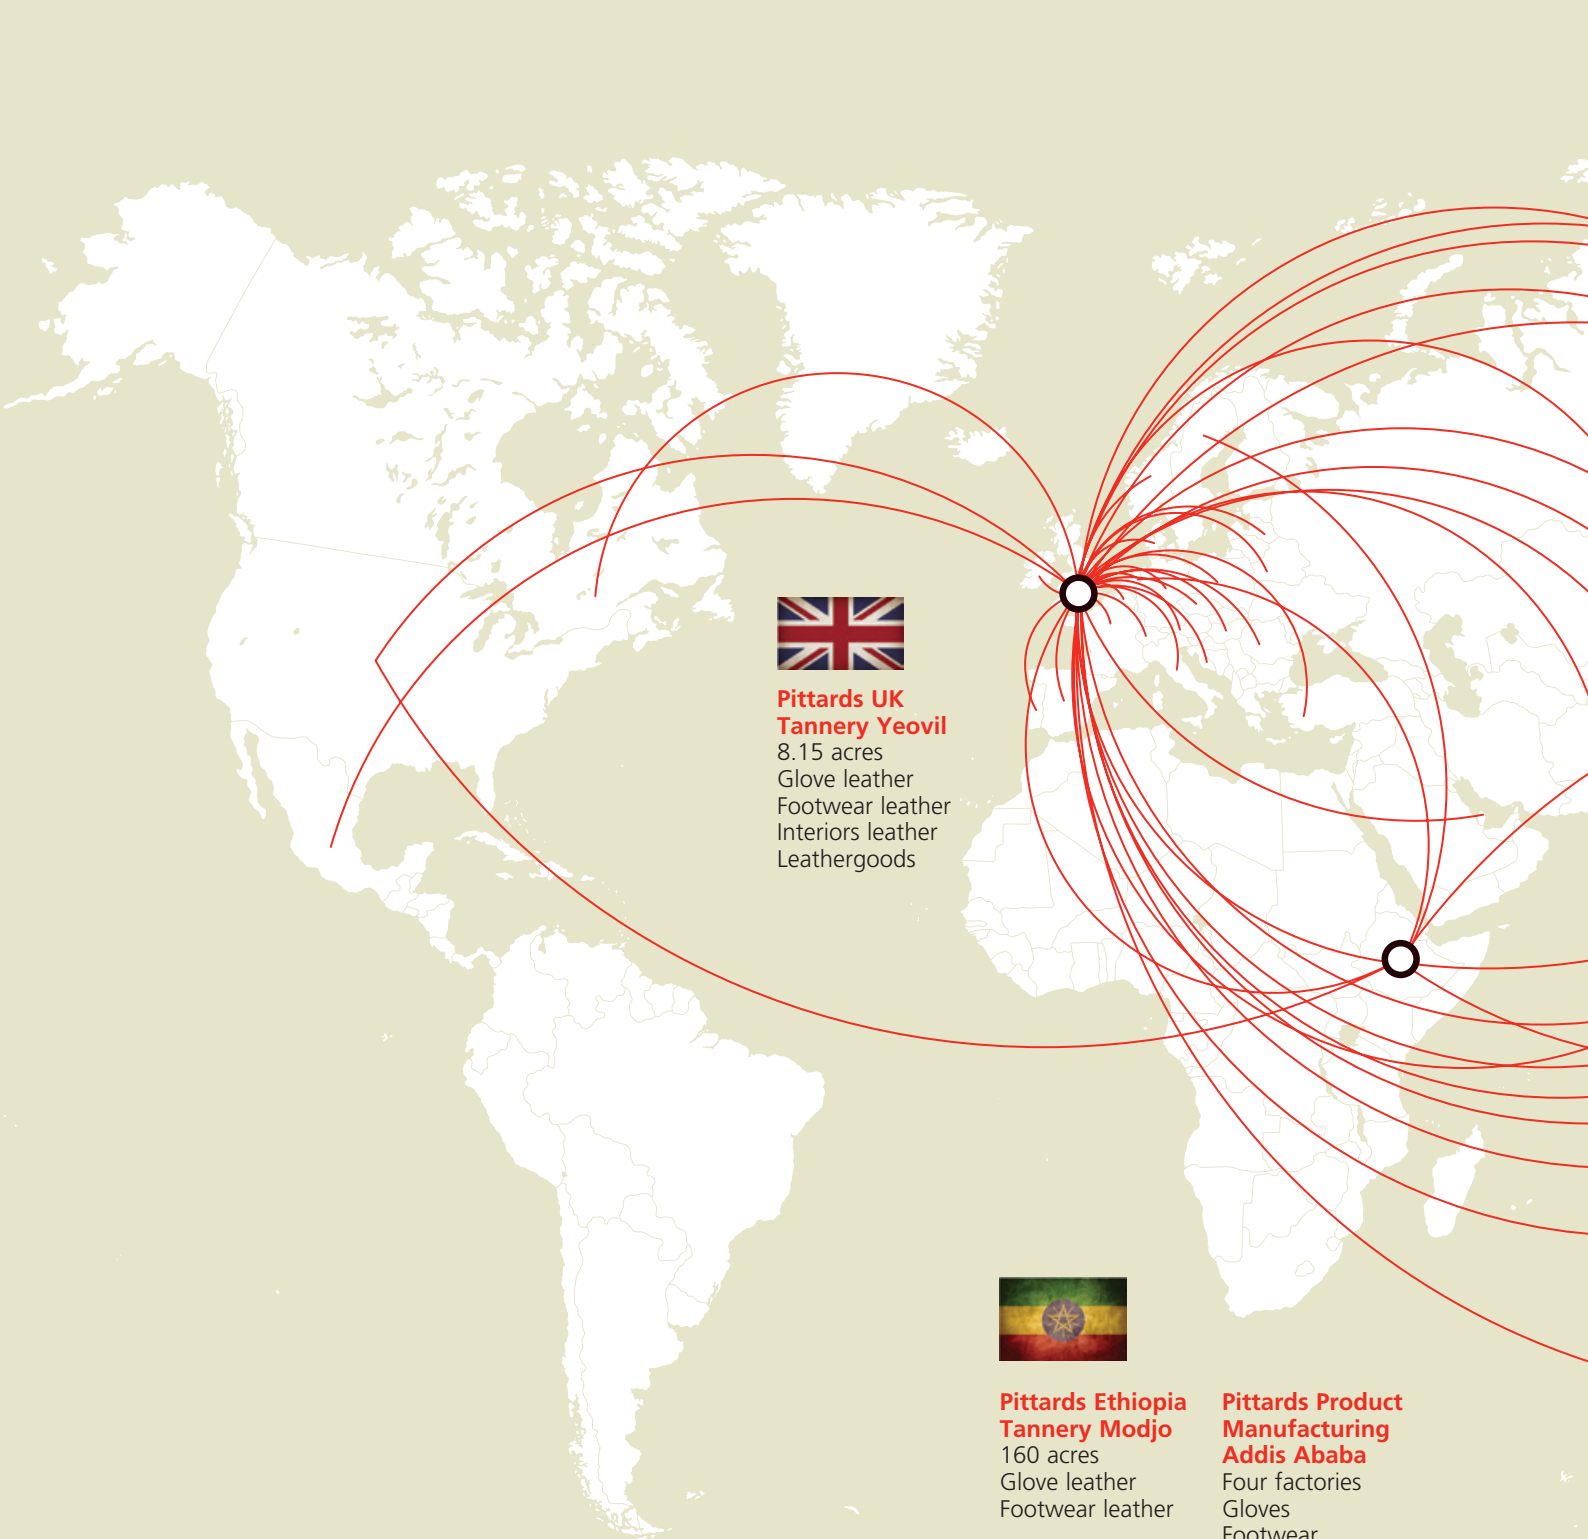 Pittards UK
Tannery Yeovil
8.15 acres
Glove leather
Footwear leather
Interiors leather
Leathergoods
Pittards Ethiopia
Tannery Modjo
160 acres
Glove leather
Footwear leather
Pittards Product
Manufacturing
Addis Ababa
Four factories
Gloves
Footwear